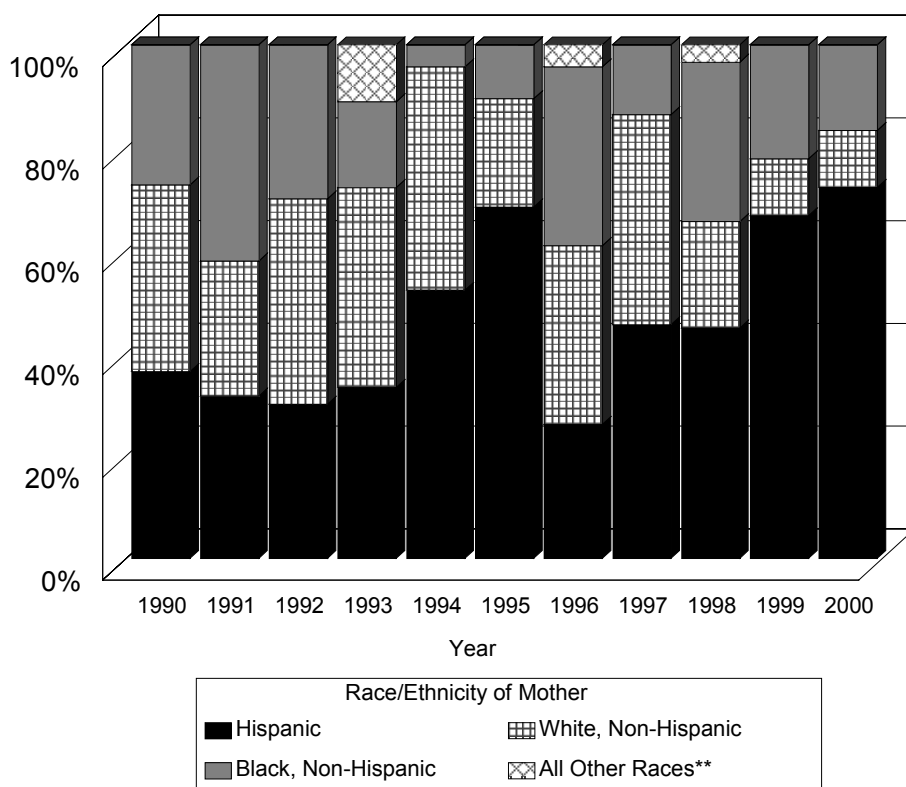 100%
80%
60%
40%
20%
0%
1990 1991 1992 1993 1994 1995 1996 1997 1998 1999 2000
Year
Race/Ethnicity of Mother
Hispanic White, Non-Hispanic
Black, Non-Hispanic All Other Races**